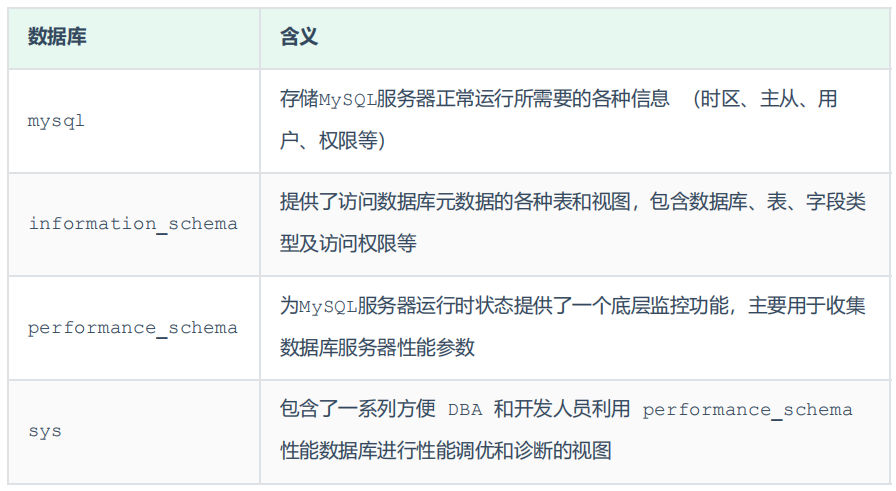 数据库 含义
mysql
存储MySQL服务器正常运行所需要的各种信息 （时区、主从、用
户、权限等）
information_schema
提供了访问数据库元数据的各种表和视图，包含数据库、表、字段类
型及访问权限等
performance_schema
为MySQL服务器运行时状态提供了一个底层监控功能，主要用于收集
数据库服务器性能参数
sys
包含了一系列方便 DBA 和开发人员利用 performance_schema
性能数据库进行性能调优和诊断的视图